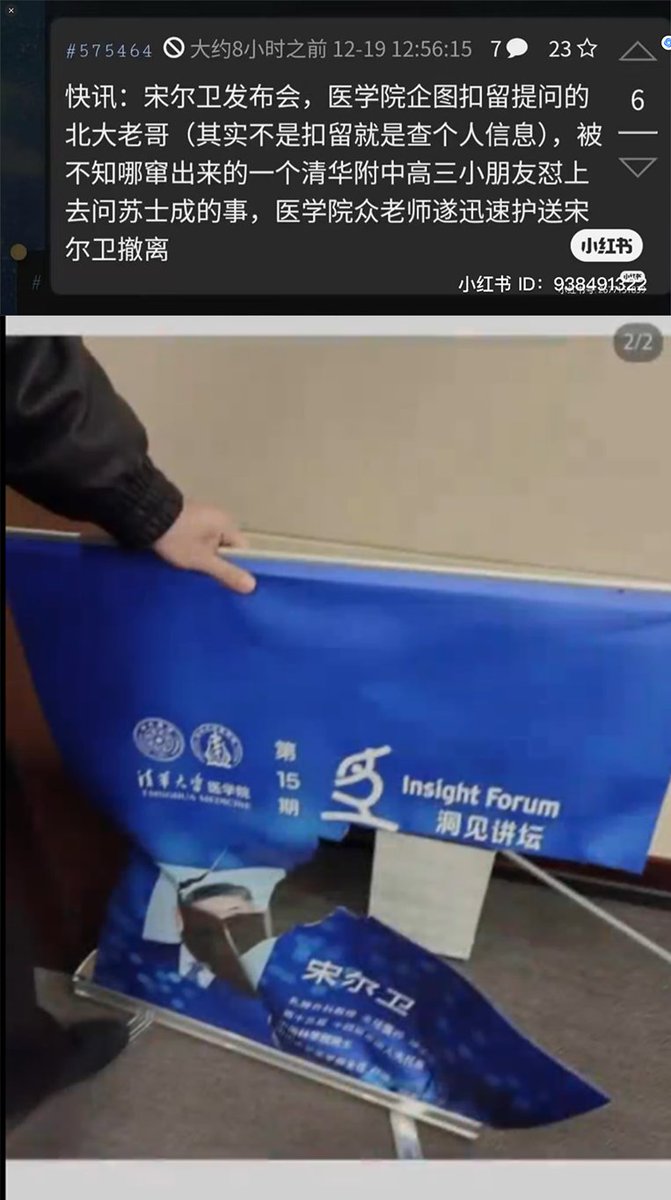 #575464 大约8小时之前 12-19 12:56:15 7 23
快讯：宋尔卫发布会，医学院企图扣留提问的
北大老哥（其实不是扣留就是查个人信息），被
不知哪窜出来的一个清华附中高三小朋友怼上
去问苏士成的事，医学院众老师遂迅速护送宋
尔卫撤离
6
小红书
小红书 ID：938491322
2/2
清华大学 医学院
TSINGHUA MEDICINE
第
15
期
Insight Forum
洞见讲坛
宋尔卫